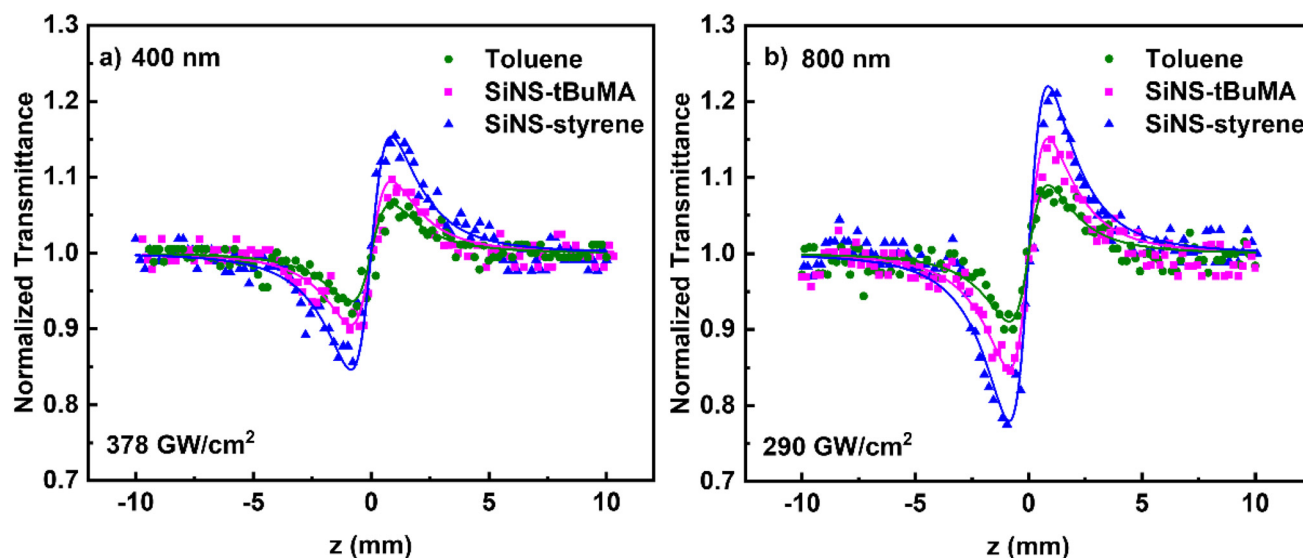 a) 400 nm
Toluene
SiNS-tBuMA
SiNS-styrene
378 GW/cm²
Normalized Transmittance
1.3
1.2
1.1
1.0
0.9
0.8
0.7
-10
-5
0
5
10
z (mm)
b) 800 nm
Toluene
SiNS-tBuMA
SiNS-styrene
290 GW/cm²
Normalized Transmittance
1.3
1.2
1.1
1.0
0.9
0.8
0.7
-10
-5
0
5
10
z (mm)